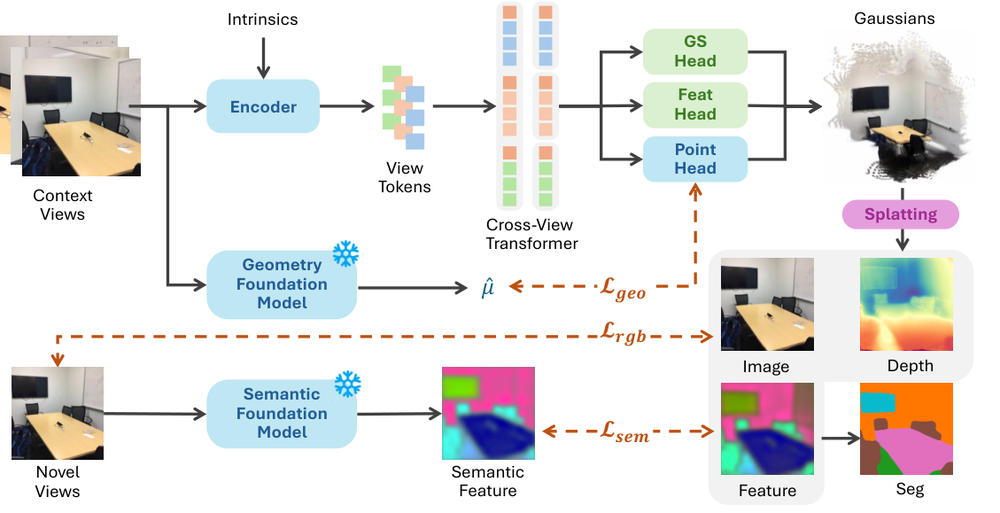 Intrinsics
Gaussians
Encoder
GS
Head
Feat
Head
Point
Head
Context
Views
View
Tokens
Cross-View
Transformer
Splatting
Geometry
Foundation
Model
μ̂
ℒgeo
ℒrgb
Image
Depth
Semantic
Foundation
Model
ℒsem
Novel
Views
Semantic
Feature
Feature
Seg